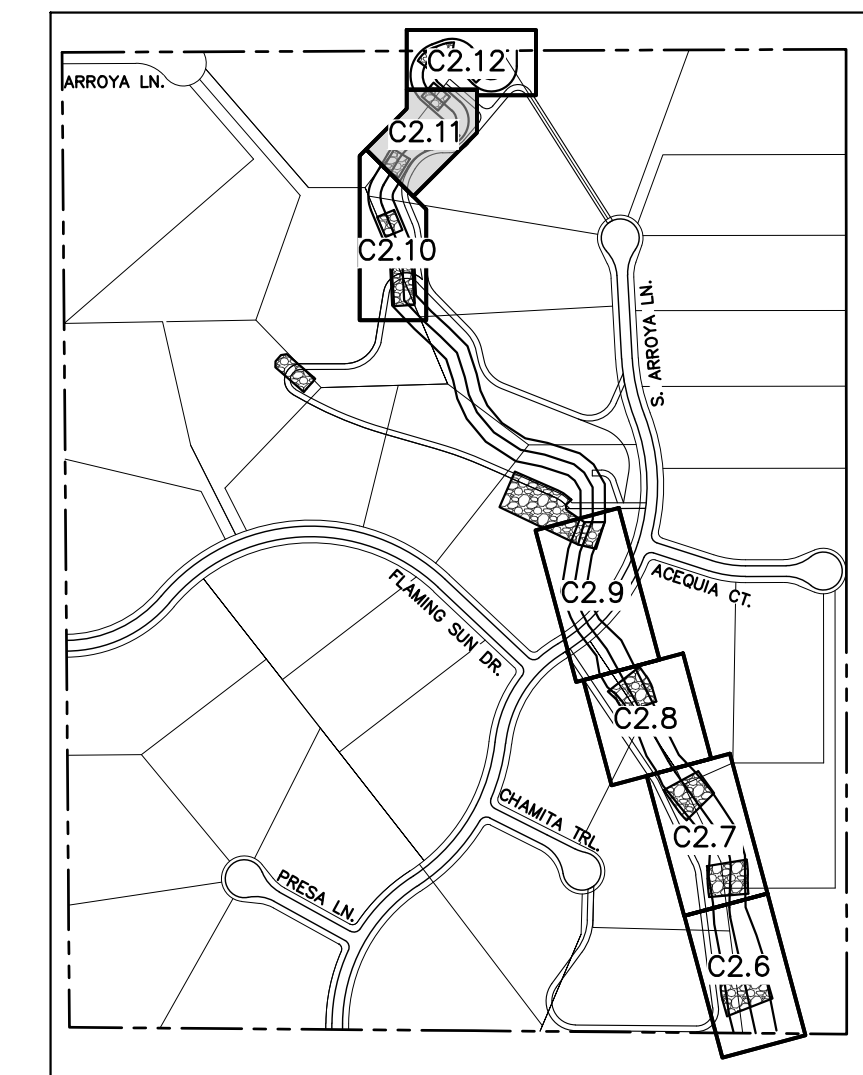 C2.12
ARROYA LN.
C2.11
C2.10
S. ARROYA LN.
C2.9
ACEQUIA CT.
FLAMING SUN DR.
C2.8
CHAMITA TRL.
C2.7
PRESA LN.
C2.6